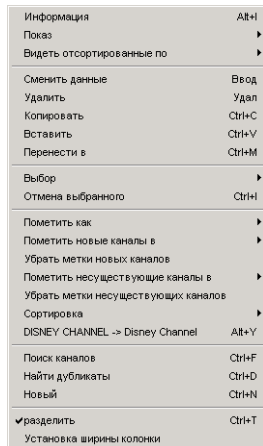 Информация Alt+I
Показ
Видеть отсортированные по
Сменить данные Ввод
Удалить Удал
Копировать Ctrl+C
Вставить Ctrl+V
Перенести в Ctrl+M
Выбор
Отмена выбранного Ctrl+I
Пометить как
Пометить новые каналы в
Убрать метки новых каналов
Пометить несуществующие каналы в
Убрать метки несуществующих каналов
Сортировка
DISNEY CHANNEL -> Disney Channel Alt+Y
Поиск каналов Ctrl+F
Найти дубликаты Ctrl+D
Новый Ctrl+N
разделить Ctrl+T
Установка ширины колонки